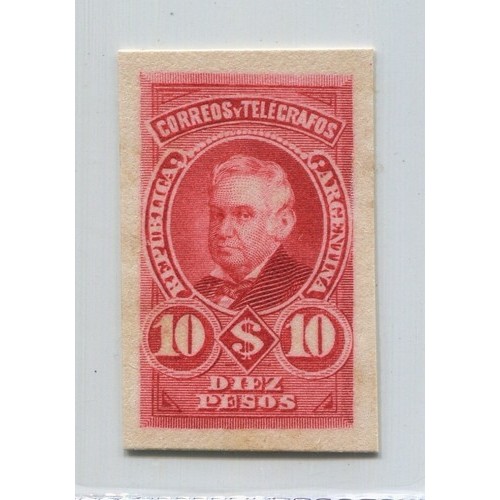 CORREOS Y TELEGRAFOS
REPUBLICA ARGENTINA
10 $ 10
DIEZ
PESOS